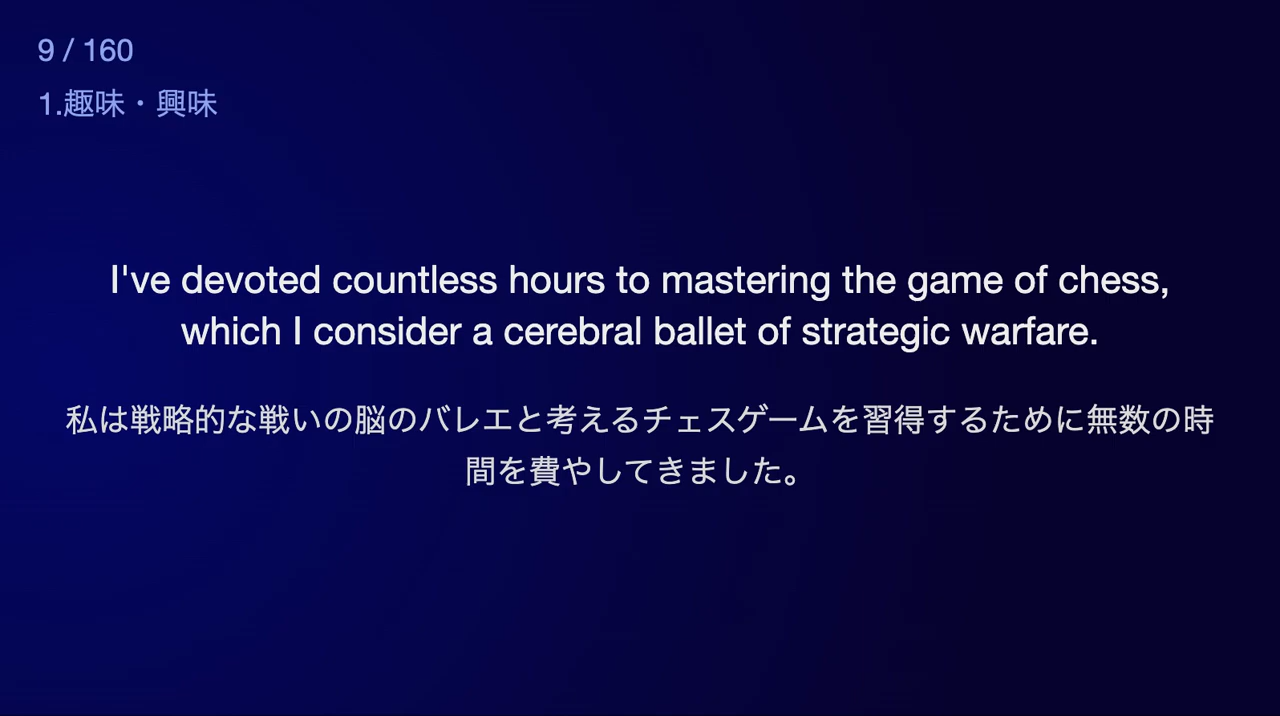 9 / 160
1.趣味・興味
I've devoted countless hours to mastering the game of chess,
which I consider a cerebral ballet of strategic warfare.
私は戦略的な戦いの脳のバレエと考えるチェスゲームを習得するために無数の時
間を費やしてきました。